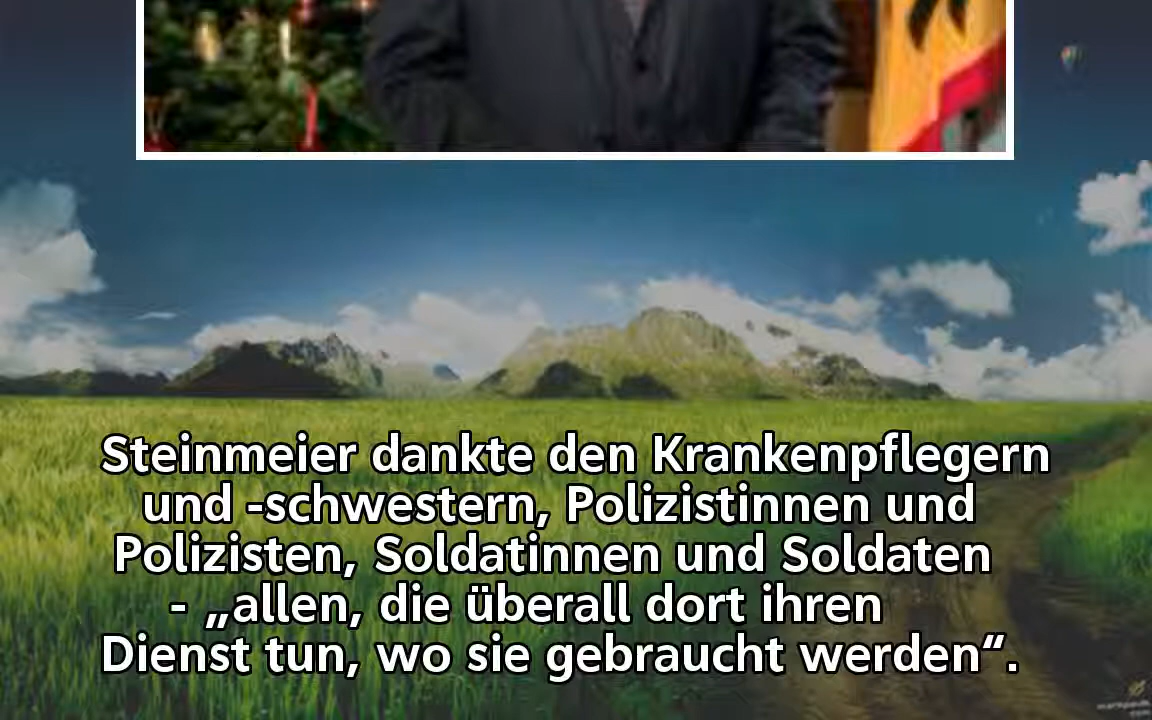 Steinmeier dankte den Krankenpflegern
und -schwestern, Polizistinnen und
Polizisten, Soldatinnen und Soldaten
- „allen, die überall dort ihren
Dienst tun, wo sie gebraucht werden“.